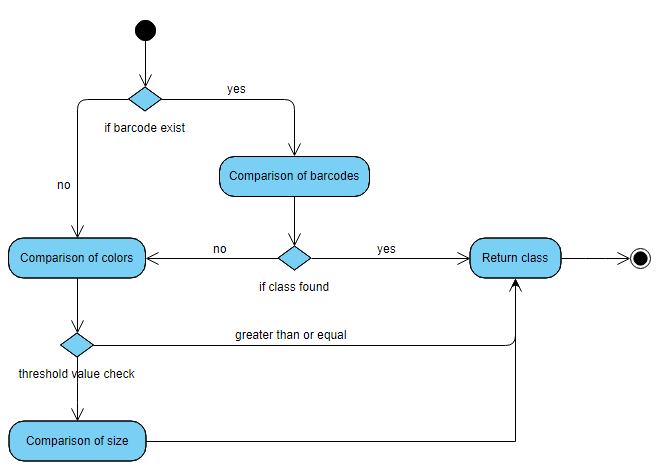 yes
if barcode exist
Comparison of barcodes
no
no
yes
Comparison of colors
Return class
if class found
greater than or equal
threshold value check
Comparison of size